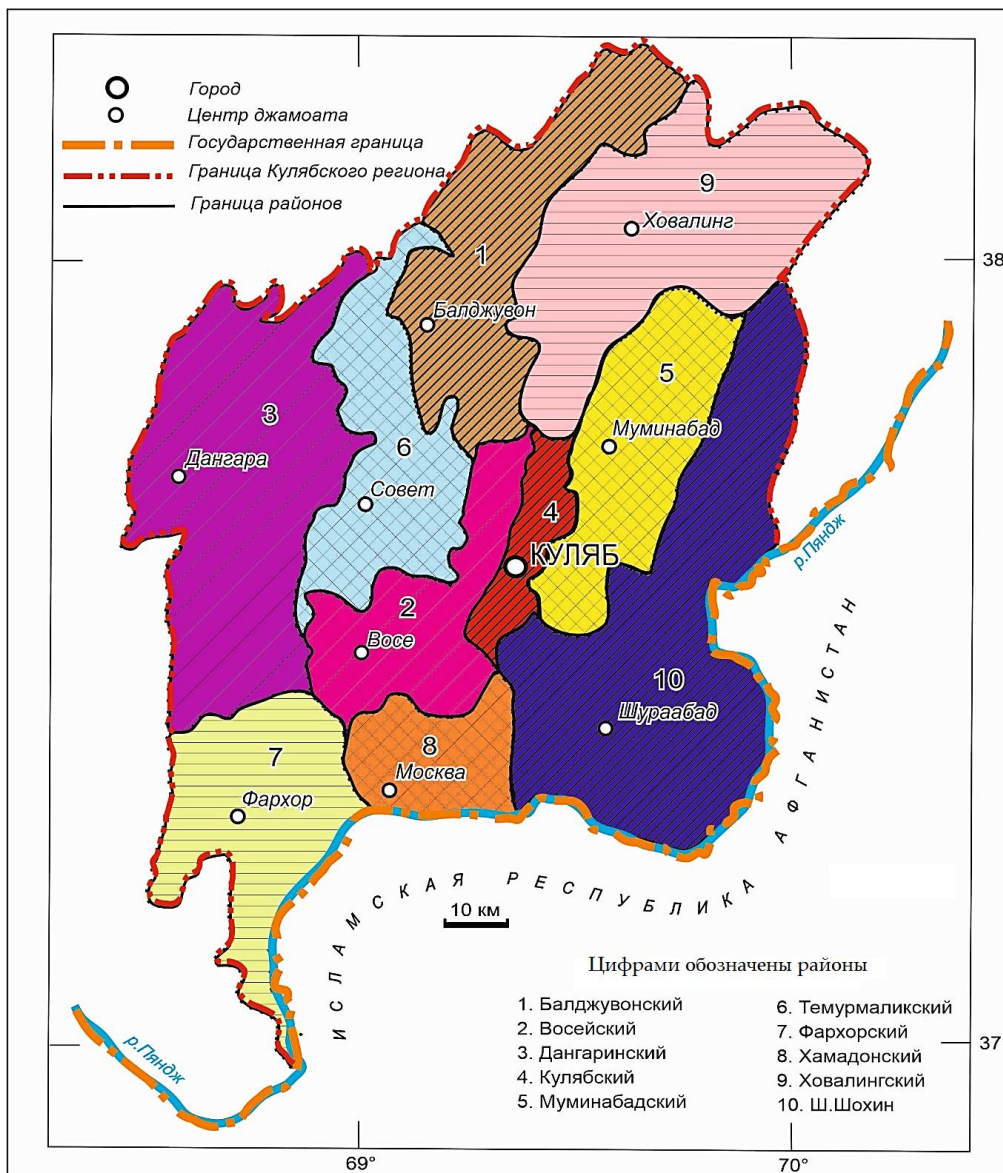 Город
Центр джамоата
Государственная граница
Граница Кулябского региона
Граница районов
9
Ховалинг
38
1
Балджувон
5
3
Муминабад
6
Дангара
Совет
4
КУЛЯБ
р.Пяндж
2
Восе
10
Шураабад
7
8
Москва
Фархор
ИСЛАМСКАЯ РЕСПУБЛИКА АФГАНИСТАН
10 км
Цифрами обозначены районы
1. Балджувонский
2. Восейский
3. Дангаринский
4. Кулябский
5. Муминабадский
6. Темурмаликский
7. Фархорский
8. Хамадонский
9. Ховалингский
10. Ш.Шохин
р.Пяндж
37
69°
70°